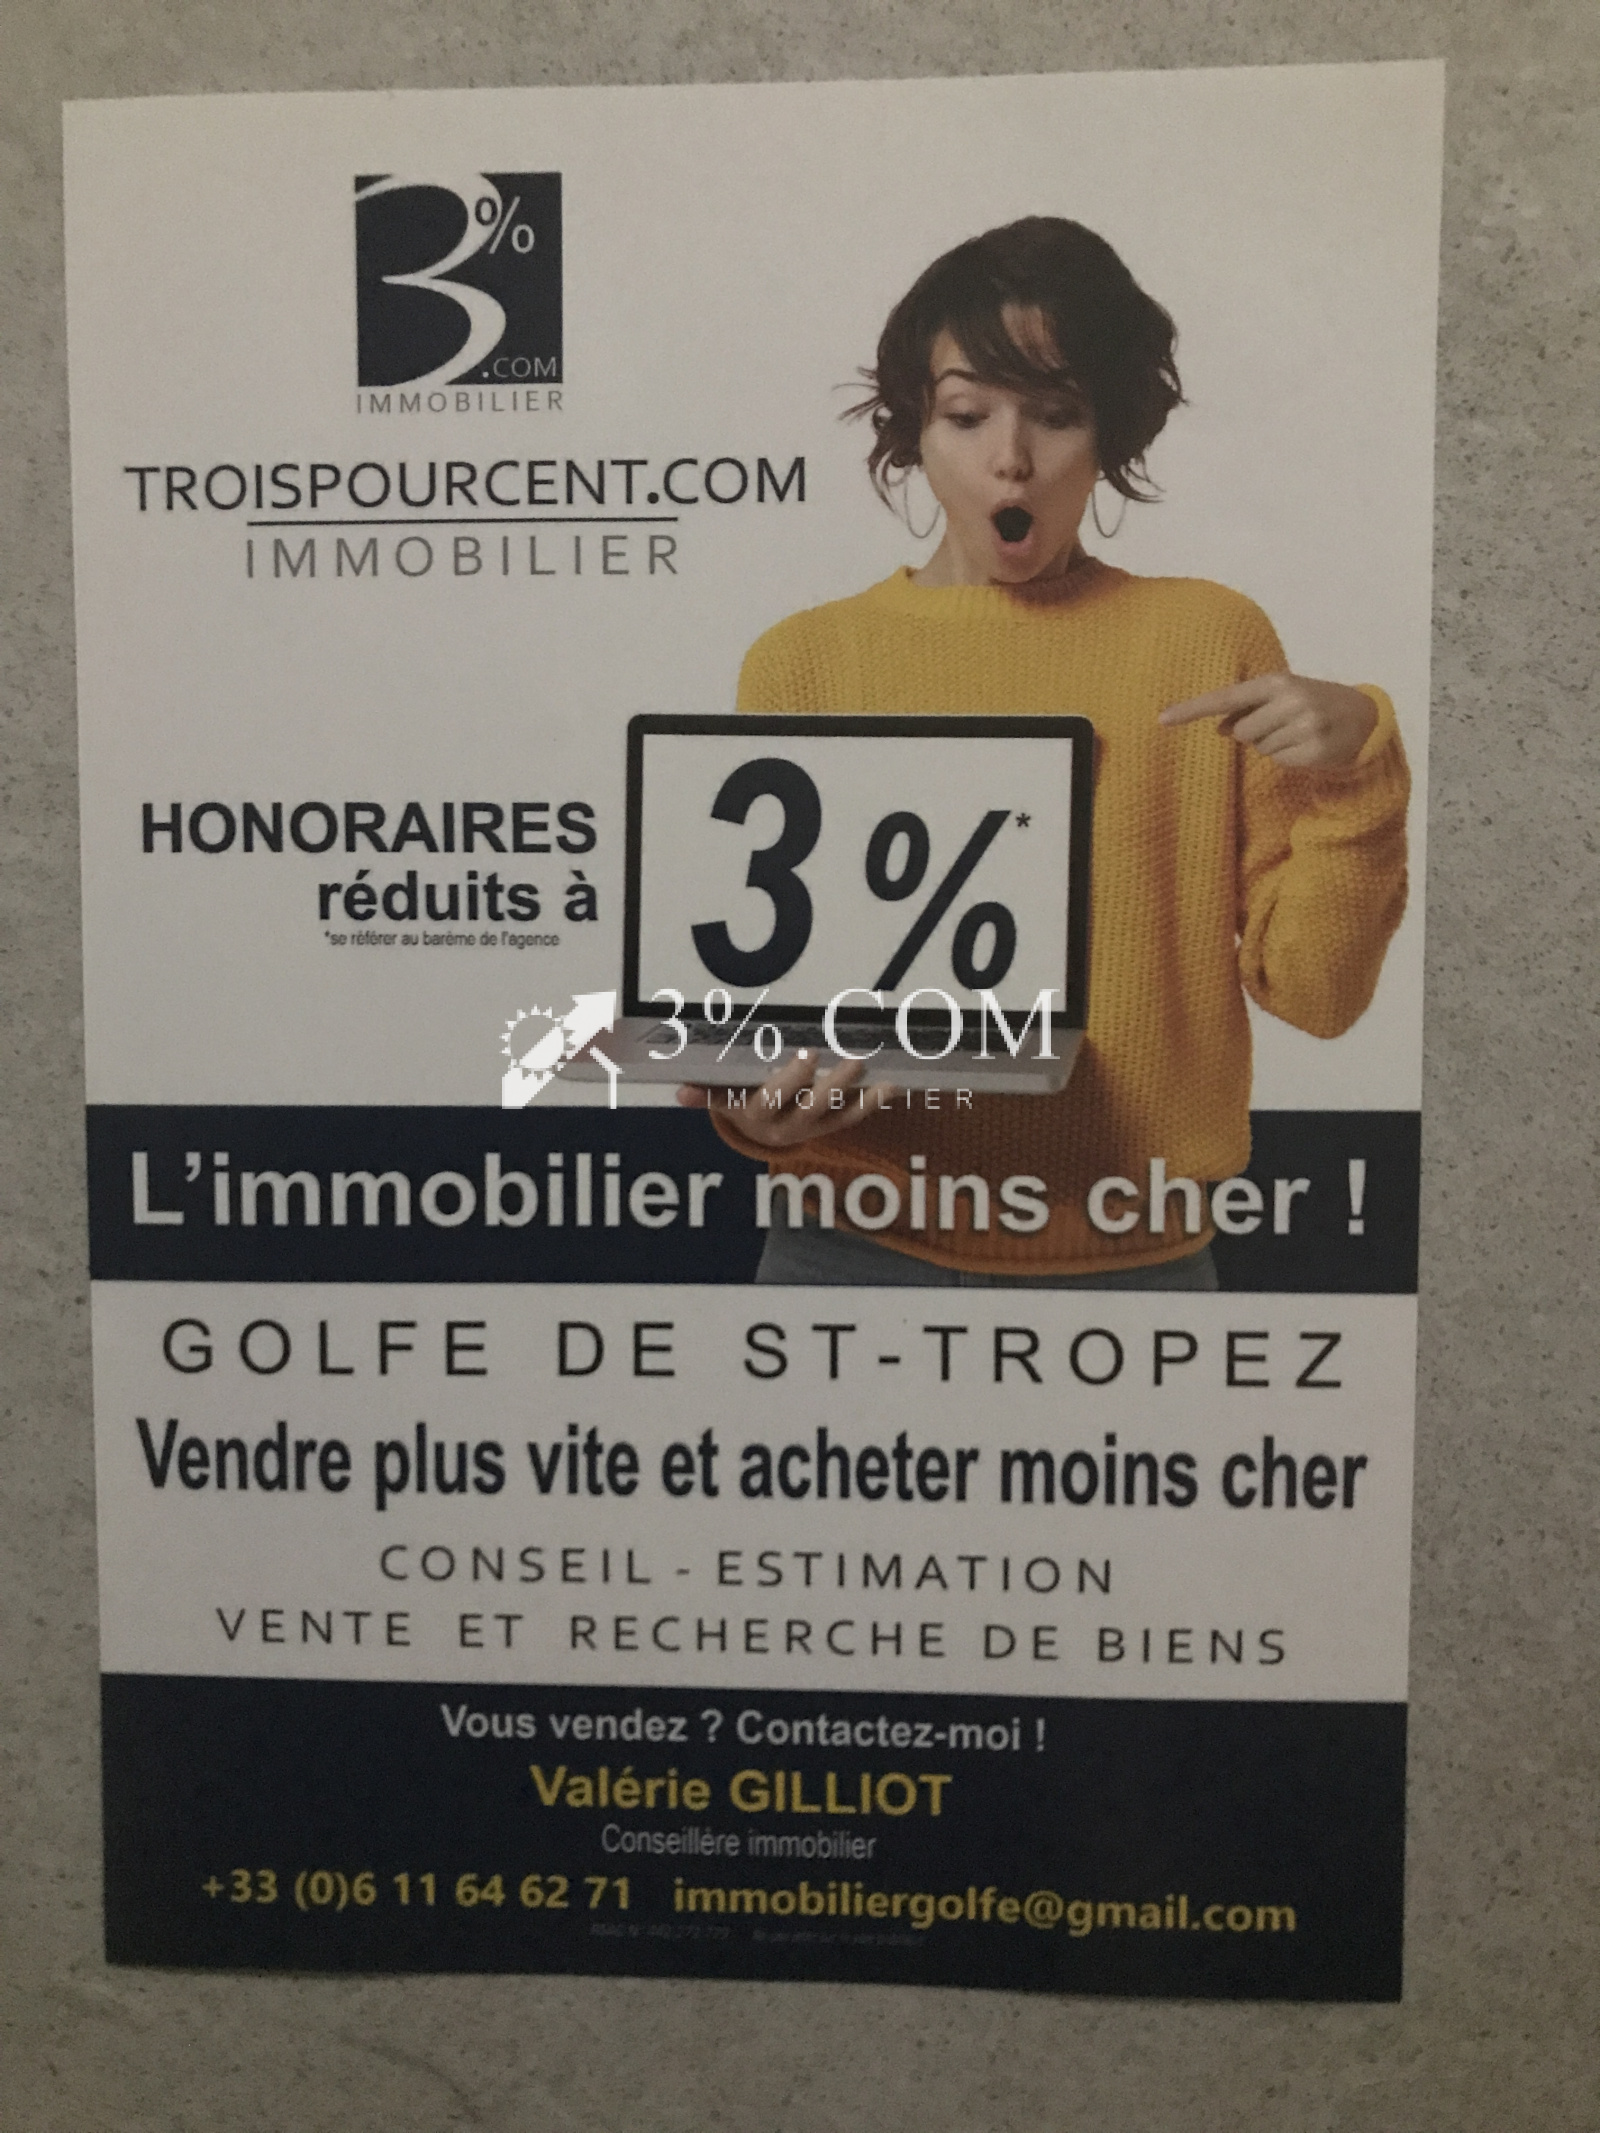 3%
.COM
IMMOBILIER
TROISPOURCENT.COM
IMMOBILIER
HONORAIRES
réduits à
*se référer au barème de l'agence
3%*
3%.COM
IMMOBILIER
L'immobilier moins cher !
GOLFE DE ST-TROPEZ
Vendre plus vite et acheter moins cher
CONSEIL - ESTIMATION
VENTE ET RECHERCHE DE BIENS
Vous vendez ? Contactez-moi !
Valérie GILLIOT
Conseillère immobilier
+33 (0)6 11 64 62 71 immobiliergolfe@gmail.com